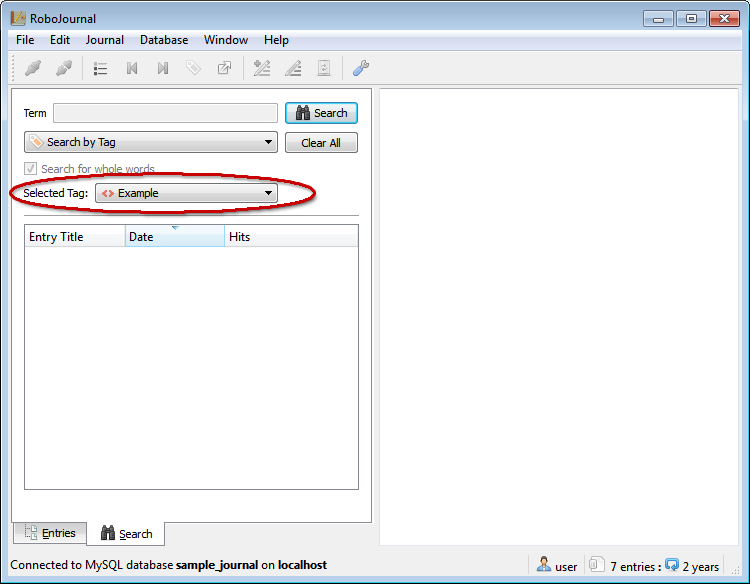 RoboJournal
File Edit Journal Database Window Help
Term Search
Search by Tag Clear All
Search for whole words
Selected Tag: Example
Entry Title Date Hits
Entries Search
Connected to MySQL database sample_journal on localhost user 7 entries : 2 years